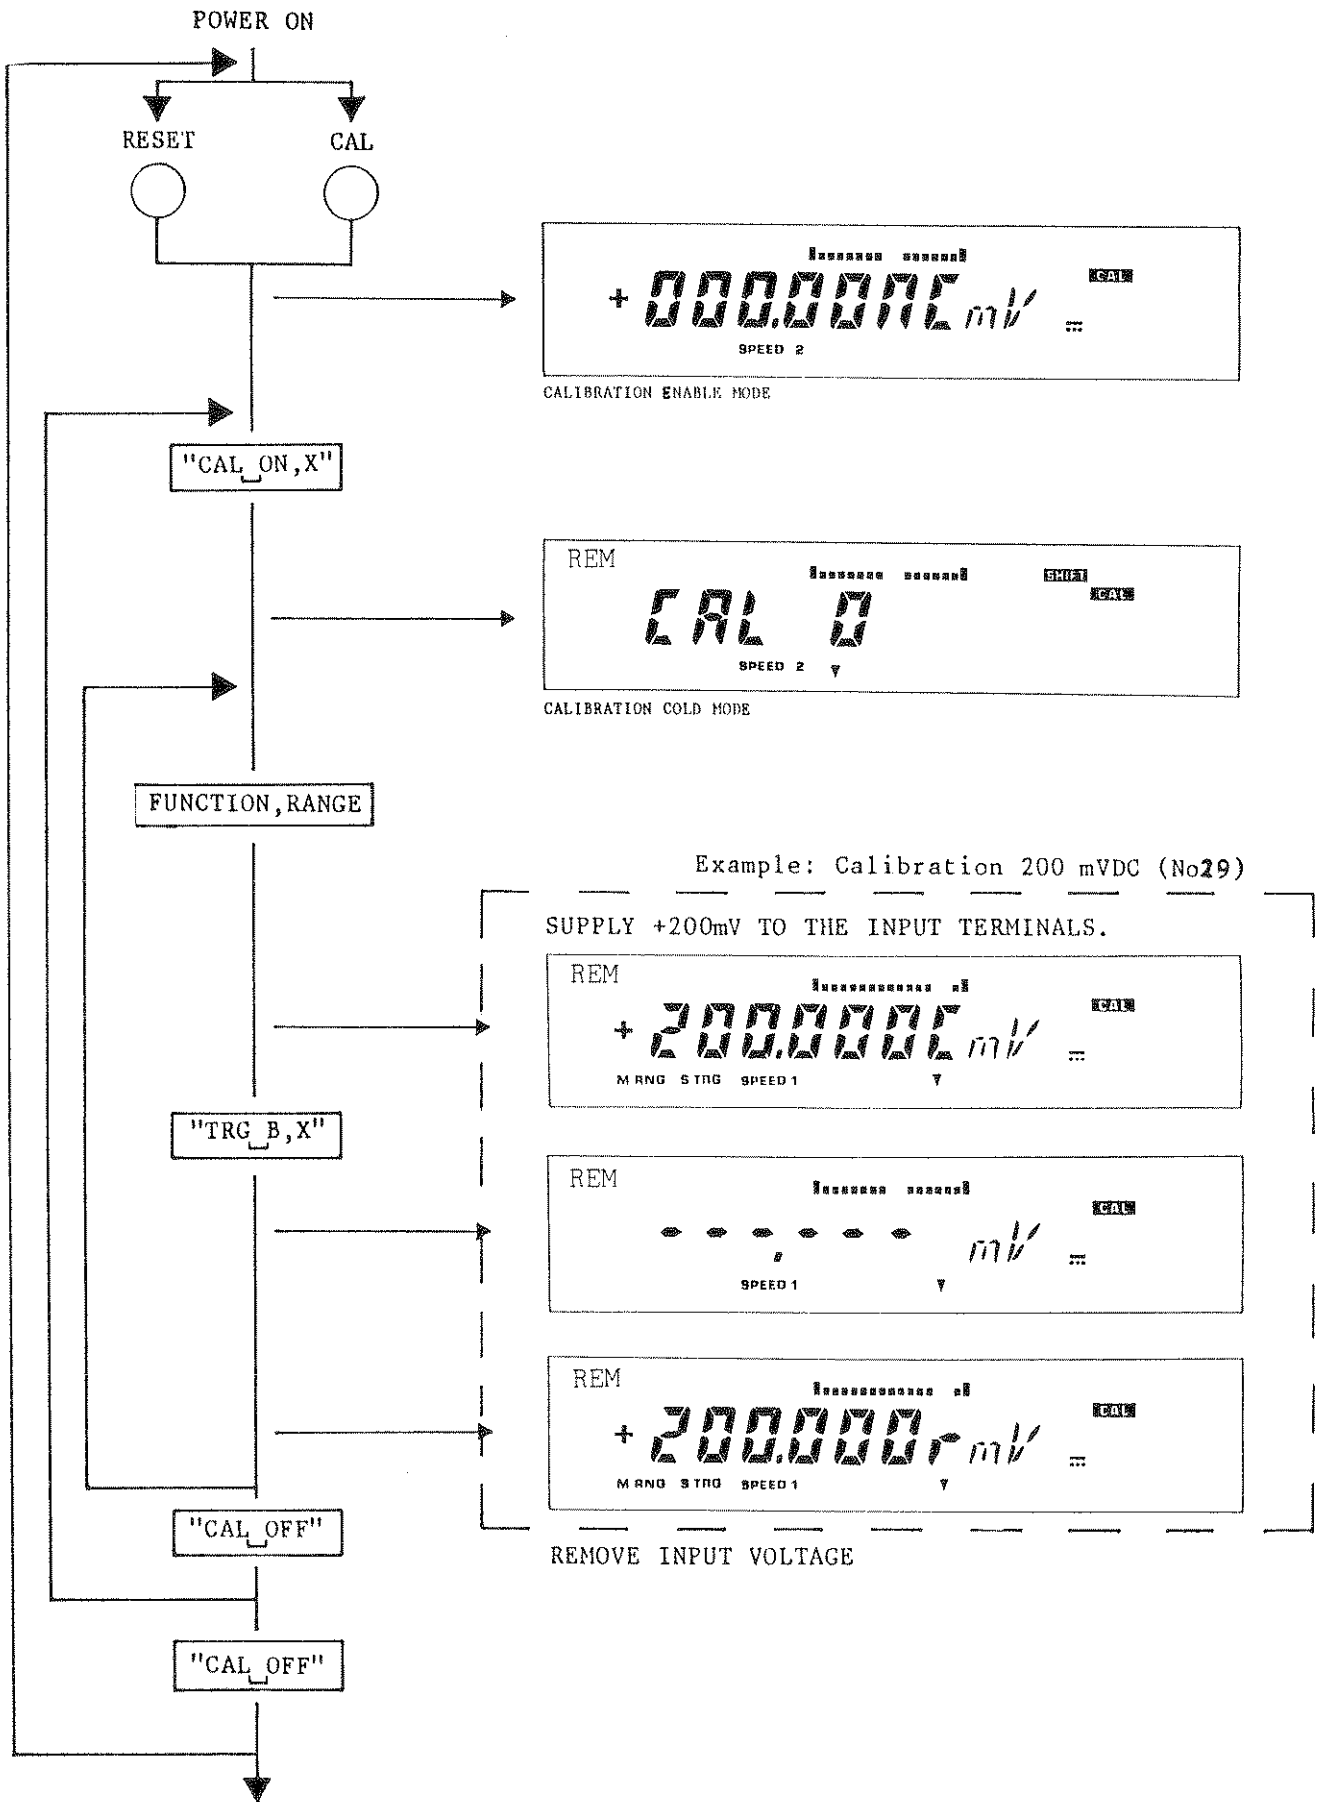 POWER ON
RESET
CAL
CAL
+ 000.00NC mV
SPEED 2
CALIBRATION ENABLE MODE
"CAL␣ON,X"
REM
SHIFT
CAL
CAL 0
SPEED 2
CALIBRATION COLD MODE
FUNCTION,RANGE
Example: Calibration 200 mVDC (No29)
SUPPLY +200mV TO THE INPUT TERMINALS.
REM
CAL
+ 200.000C mV
M RNG S TRG SPEED 1
"TRG␣B,X"
REM
CAL
- - - . - - - mV
SPEED 1
REM
CAL
+ 200.000r mV
M RNG S TRG SPEED 1
"CAL␣OFF"
REMOVE INPUT VOLTAGE
"CAL␣OFF"